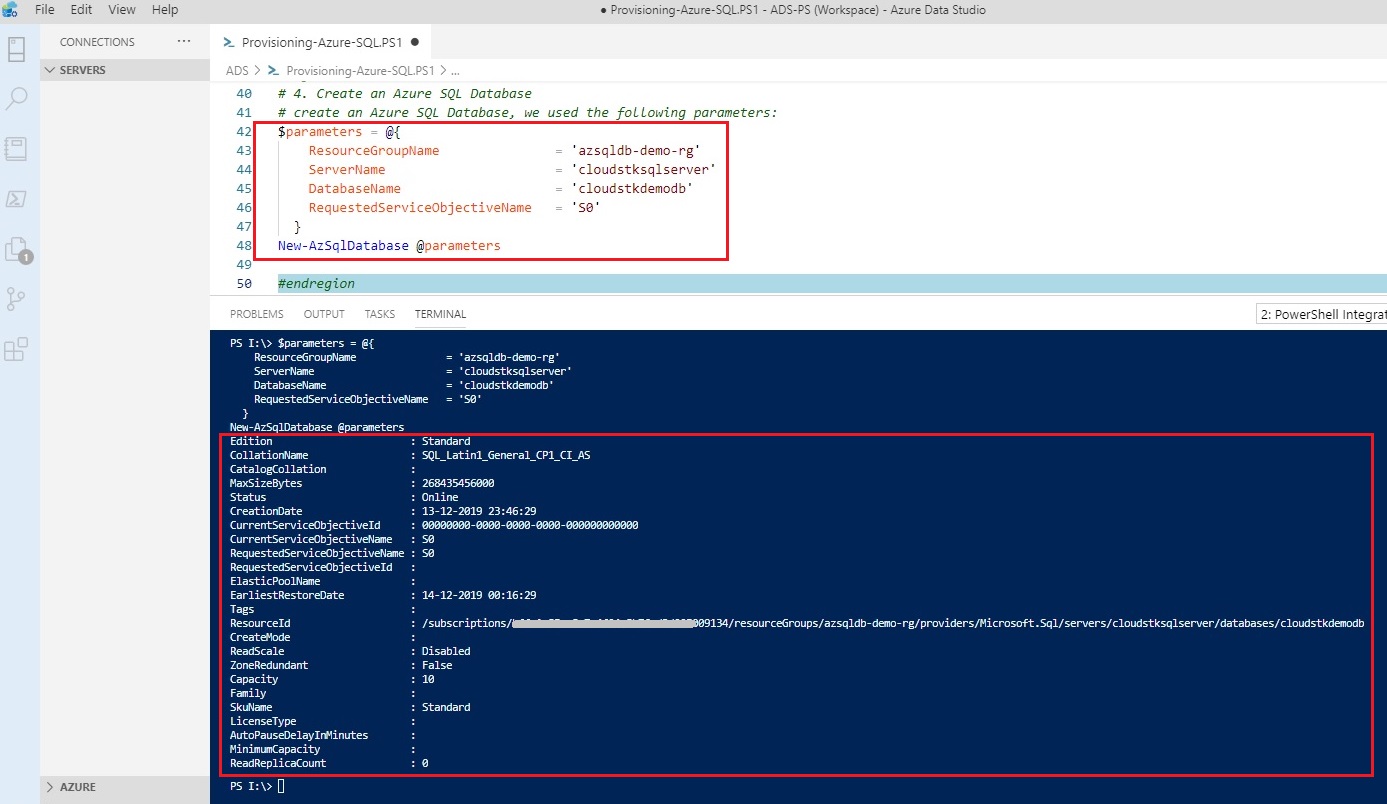 File Edit View Help
● Provisioning-Azure-SQL.PS1 - ADS-PS (Workspace) - Azure Data Studio
CONNECTIONS ...
SERVERS
Provisioning-Azure-SQL.PS1 ●
ADS > Provisioning-Azure-SQL.PS1 > ...
40 # 4. Create an Azure SQL Database
41 # create an Azure SQL Database, we used the following parameters:
42 $parameters = @{
43 ResourceGroupName = 'azsqldb-demo-rg'
44 ServerName = 'cloudstksqlserver'
45 DatabaseName = 'cloudstkdemodb'
46 RequestedServiceObjectiveName = 'S0'
47 }
48 New-AzSqlDatabase @parameters
49
50 #endregion
1
PROBLEMS OUTPUT TASKS TERMINAL
2: PowerShell Integrat
PS I:\> $parameters = @{
ResourceGroupName = 'azsqldb-demo-rg'
ServerName = 'cloudstksqlserver'
DatabaseName = 'cloudstkdemodb'
RequestedServiceObjectiveName = 'S0'
}
New-AzSqlDatabase @parameters
Edition : Standard
CollationName : SQL_Latin1_General_CP1_CI_AS
CatalogCollation :
MaxSizeBytes : 268435456000
Status : Online
CreationDate : 13-12-2019 23:46:29
CurrentServiceObjectiveId : 00000000-0000-0000-0000-000000000000
CurrentServiceObjectiveName : S0
RequestedServiceObjectiveName : S0
RequestedServiceObjectiveId :
ElasticPoolName :
EarliestRestoreDate : 14-12-2019 00:16:29
Tags :
ResourceId : /subscriptions/ 009134/resourceGroups/azsqldb-demo-rg/providers/Microsoft.Sql/servers/cloudstksqlserver/databases/cloudstkdemodb
CreateMode :
ReadScale : Disabled
ZoneRedundant : False
Capacity : 10
Family :
SkuName : Standard
LicenseType :
AutoPauseDelayInMinutes :
MinimumCapacity :
ReadReplicaCount : 0
PS I:\>
AZURE